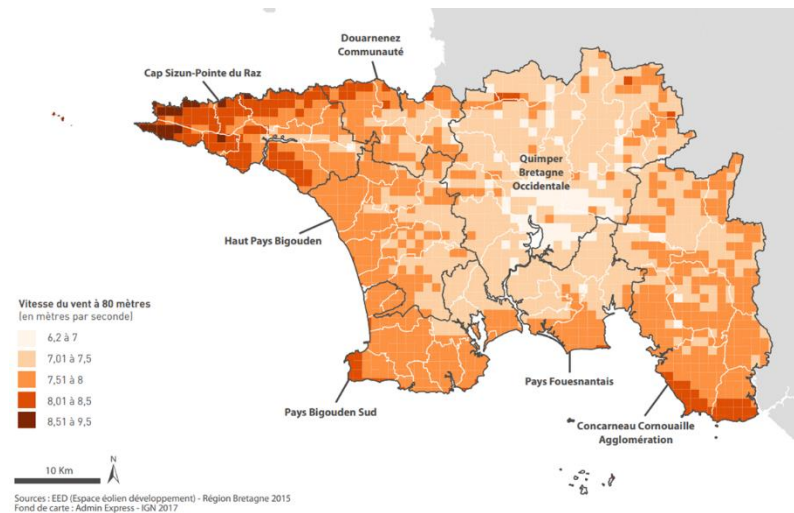 Douarnenez
Communauté
Cap Sizun-Pointe du Raz
Quimper
Bretagne
Occidentale
Haut Pays Bigouden
Vitesse du vent à 80 mètres
(en mètres par seconde)
6,2 à 7
7,01 à 7,5
7,51 à 8
8,01 à 8,5
8,51 à 9,5
Pays Fouesnantais
Pays Bigouden Sud
Concarneau Cornouaille
Agglomération
10 Km
N
Sources : EED (Espace éolien développement) - Région Bretagne 2015
Fond de carte : Admin Express - IGN 2017